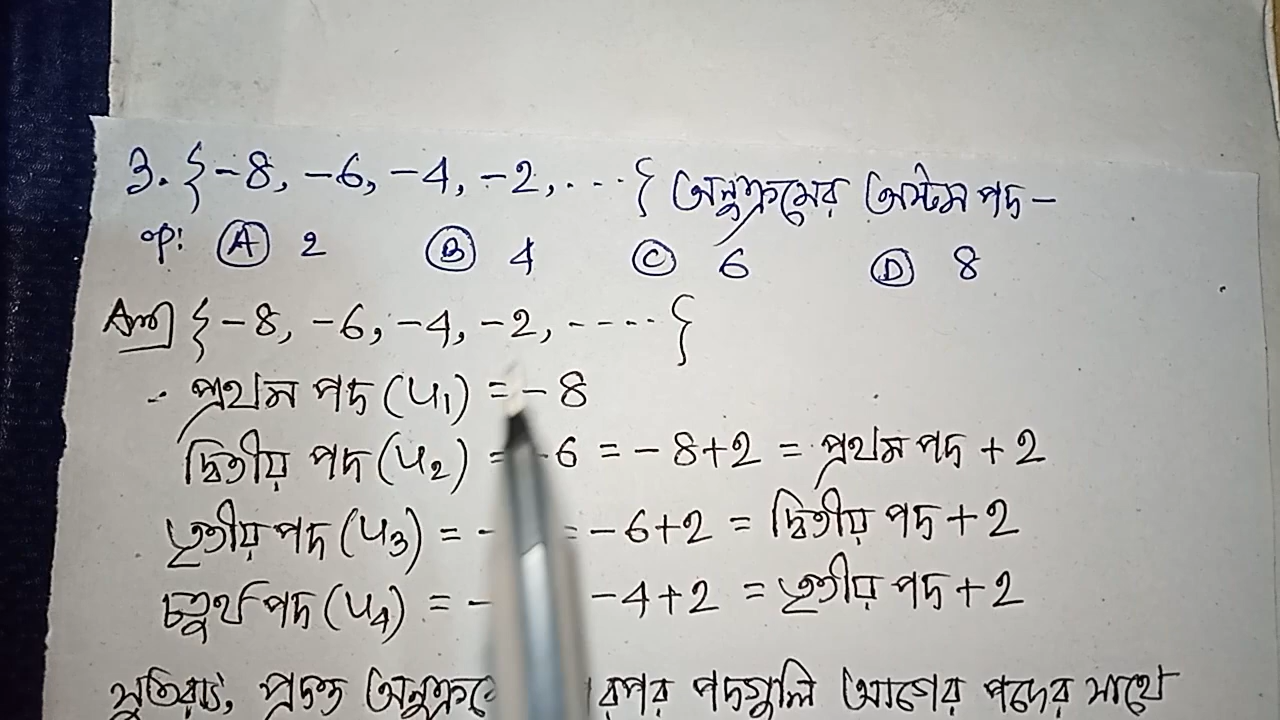 3. {-8, -6, -4, -2, ...} অনুক্রমের অষ্টম পদ -
op: (A) 2 (B) 4 (C) 6 (D) 8
Ans] {-8, -6, -4, -2, ----}
প্রথম পদ (u₁) = -8
দ্বিতীয় পদ (u₂) = -6 = -8+2 = প্রথম পদ + 2
তৃতীয় পদ (u₃) = - = -6+2 = দ্বিতীয় পদ + 2
চতুর্থ পদ (u₄) = - -4+2 = তৃতীয় পদ + 2
সুতরাং, প্রদত্ত পদগুলি আগের পদের সাথে